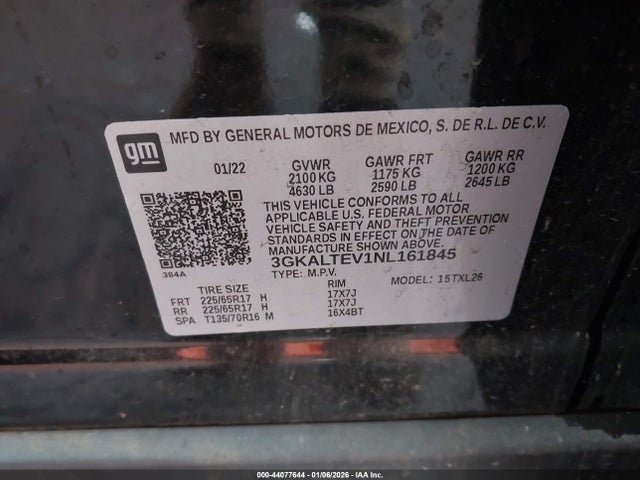 gm
MFD BY GENERAL MOTORS DE MEXICO, S. DE R.L. DE C.V.
01/22 GVWR GAWR FRT GAWR RR
2100 KG 1175 KG 1200 KG
4630 LB 2590 LB 2645 LB
THIS VEHICLE CONFORMS TO ALL
APPLICABLE U.S. FEDERAL MOTOR
VEHICLE SAFETY AND THEFT PREVENTION
STANDARDS IN EFFECT ON THE DATE OF
MANUFACTURE SHOWN ABOVE.
3GKALTEV1NL161845
384A
TYPE: M.P.V. MODEL: 15TXL26
TIRE SIZE RIM
FRT 225/65R17 H 17X7J
RR 225/65R17 H 17X7J
SPA T135/70R16 M 16X4BT
000-44077644 - 01/06/2026 - IAA Inc.